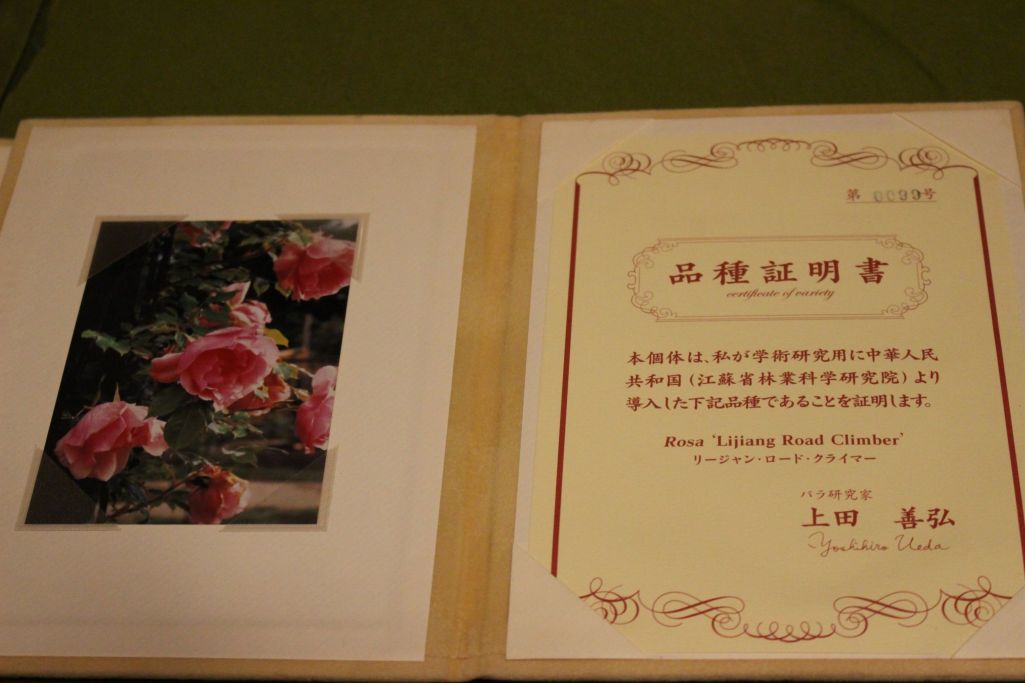 第 0099号
品種証明書
certificate of variety
本個体は、私が学術研究用に中華人民
共和国(江蘇省林業科学研究院)より
導入した下記品種であることを証明します。
Rosa 'Lijiang Road Climber'
リージャン・ロード・クライマー
バラ研究家
上田 善弘
Yoshihiro Ueda